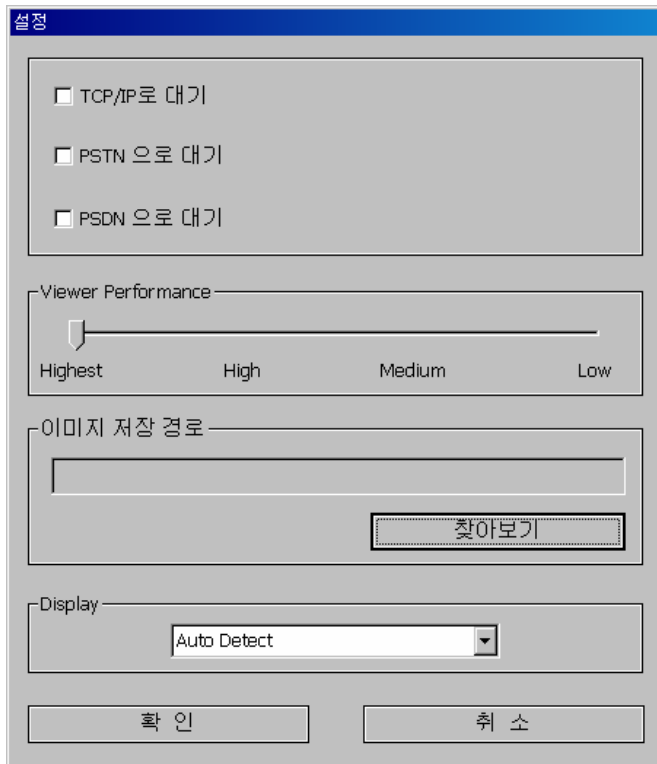 설정
TCP/IP로 대기
PSTN 으로 대기
PSDN 으로 대기
Viewer Performance
Highest High Medium Low
이미지 저장 경로
찾아보기
Display
Auto Detect
확 인 취 소